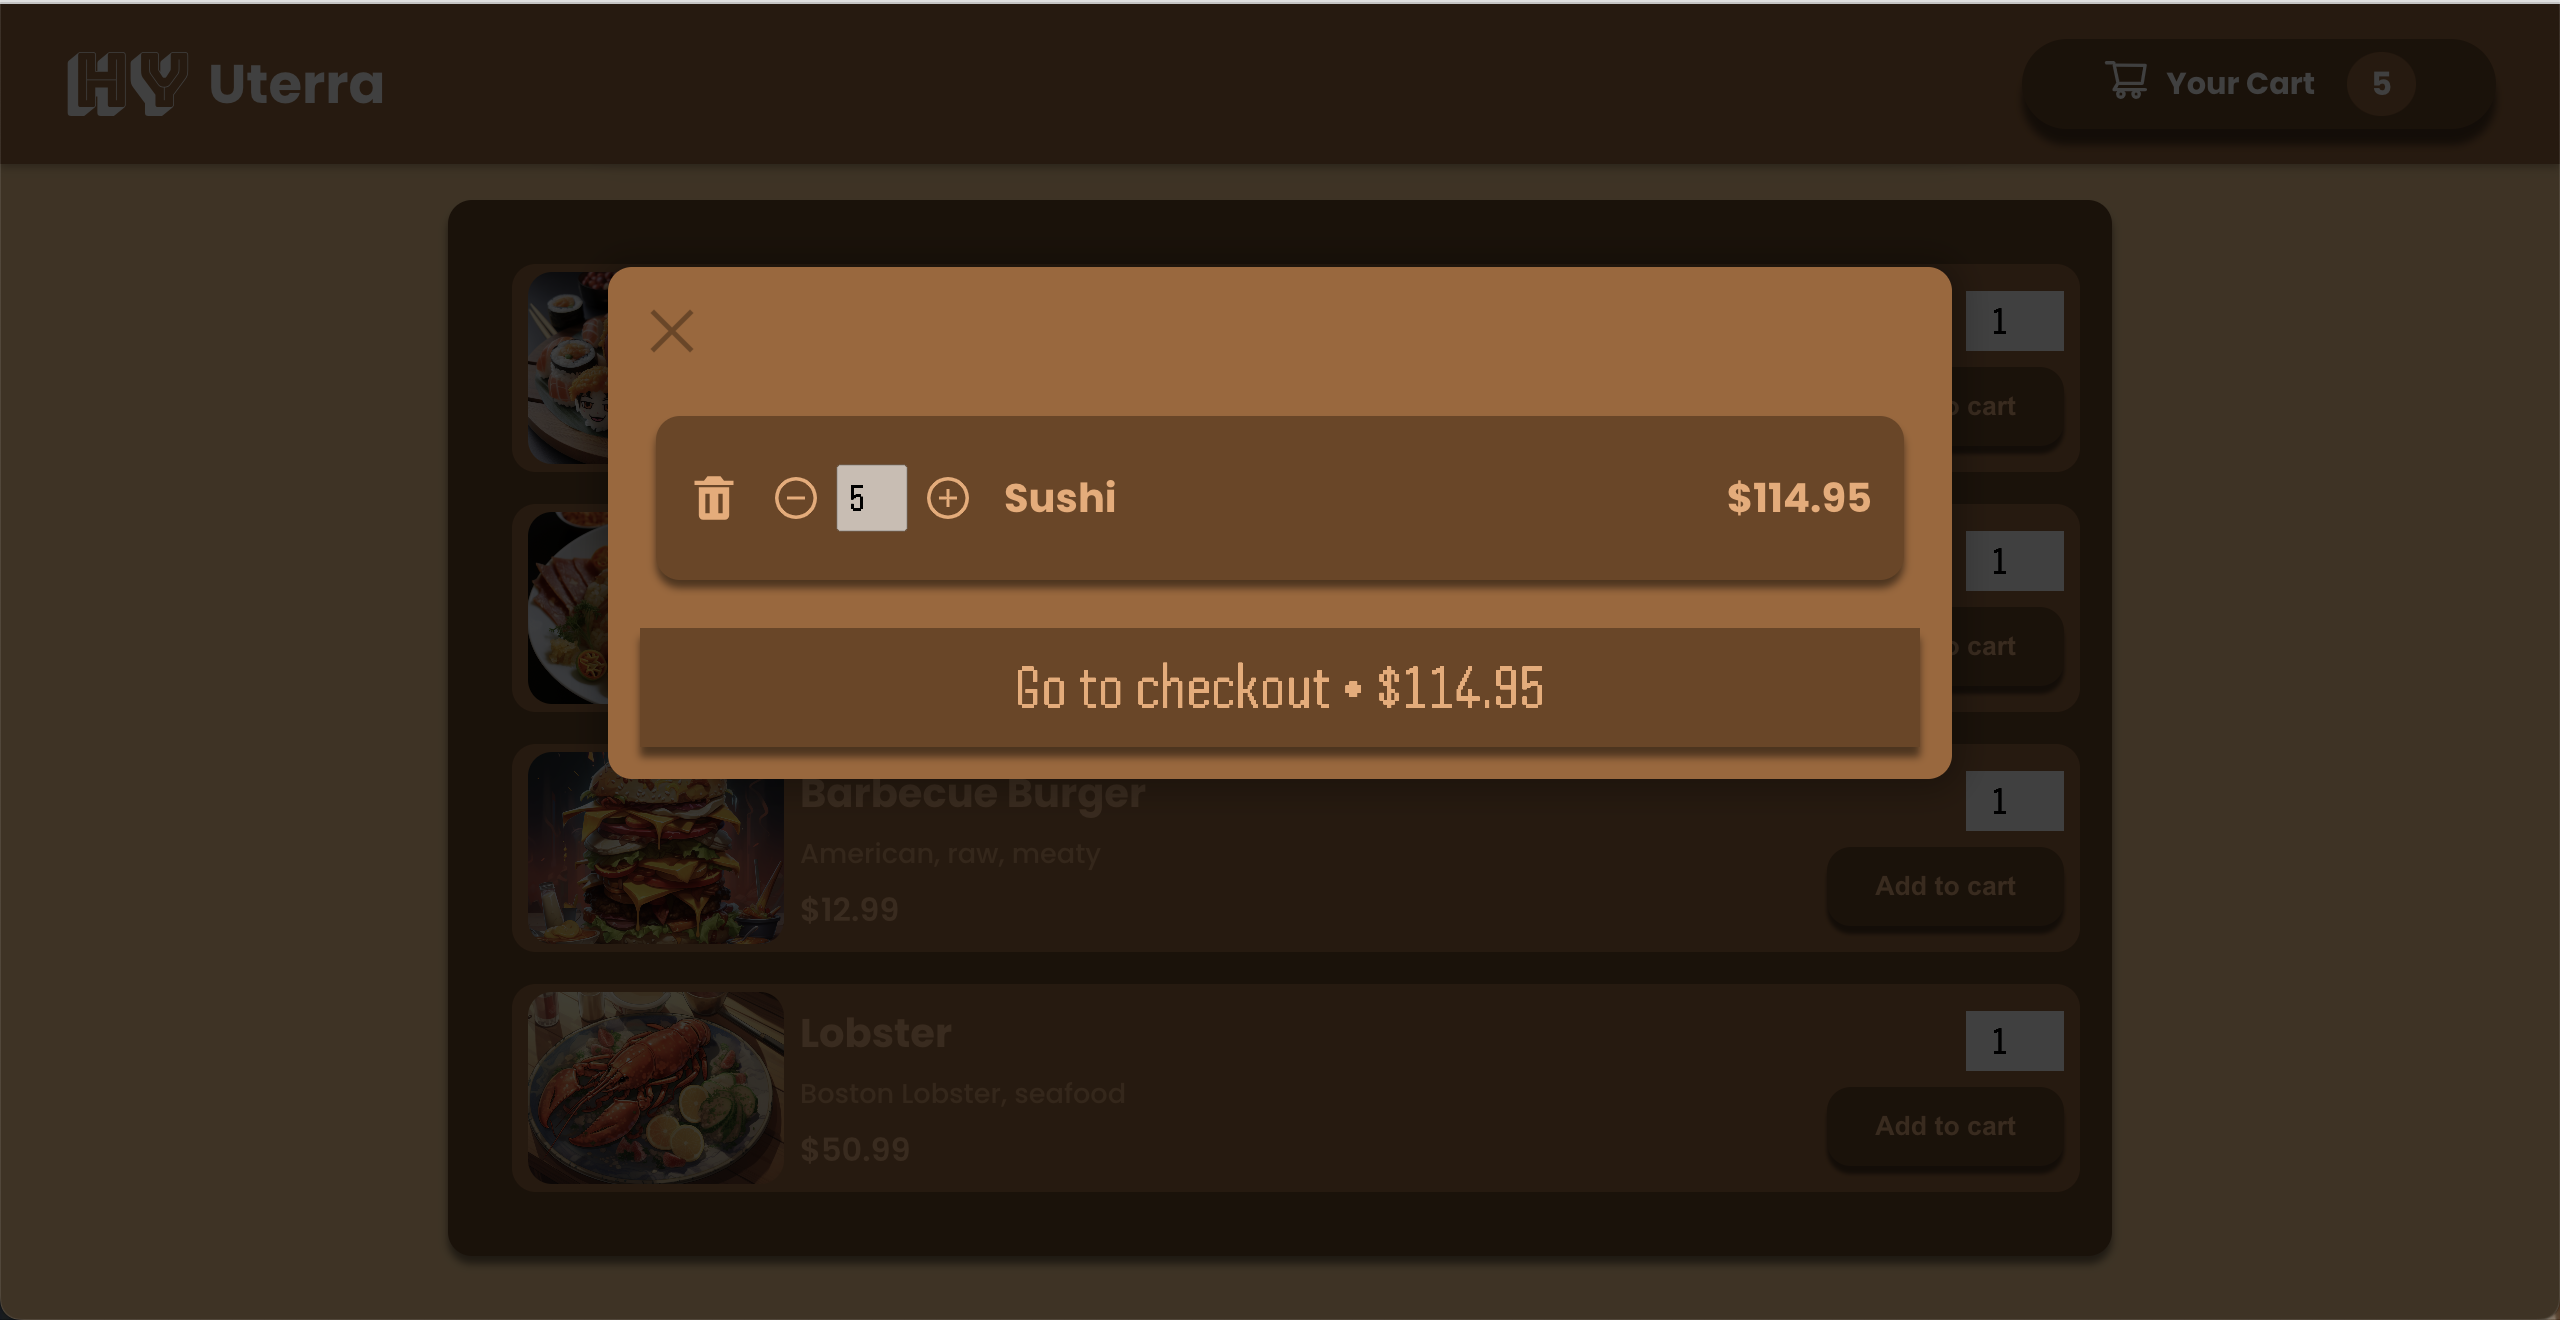 HY Uterra
Your Cart 5
1
o cart
5 Sushi $114.95
1
o cart
Go to checkout • $114.95
Barbecue Burger
American, raw, meaty
$12.99
1
Add to cart
Lobster
Boston Lobster, seafood
$50.99
1
Add to cart